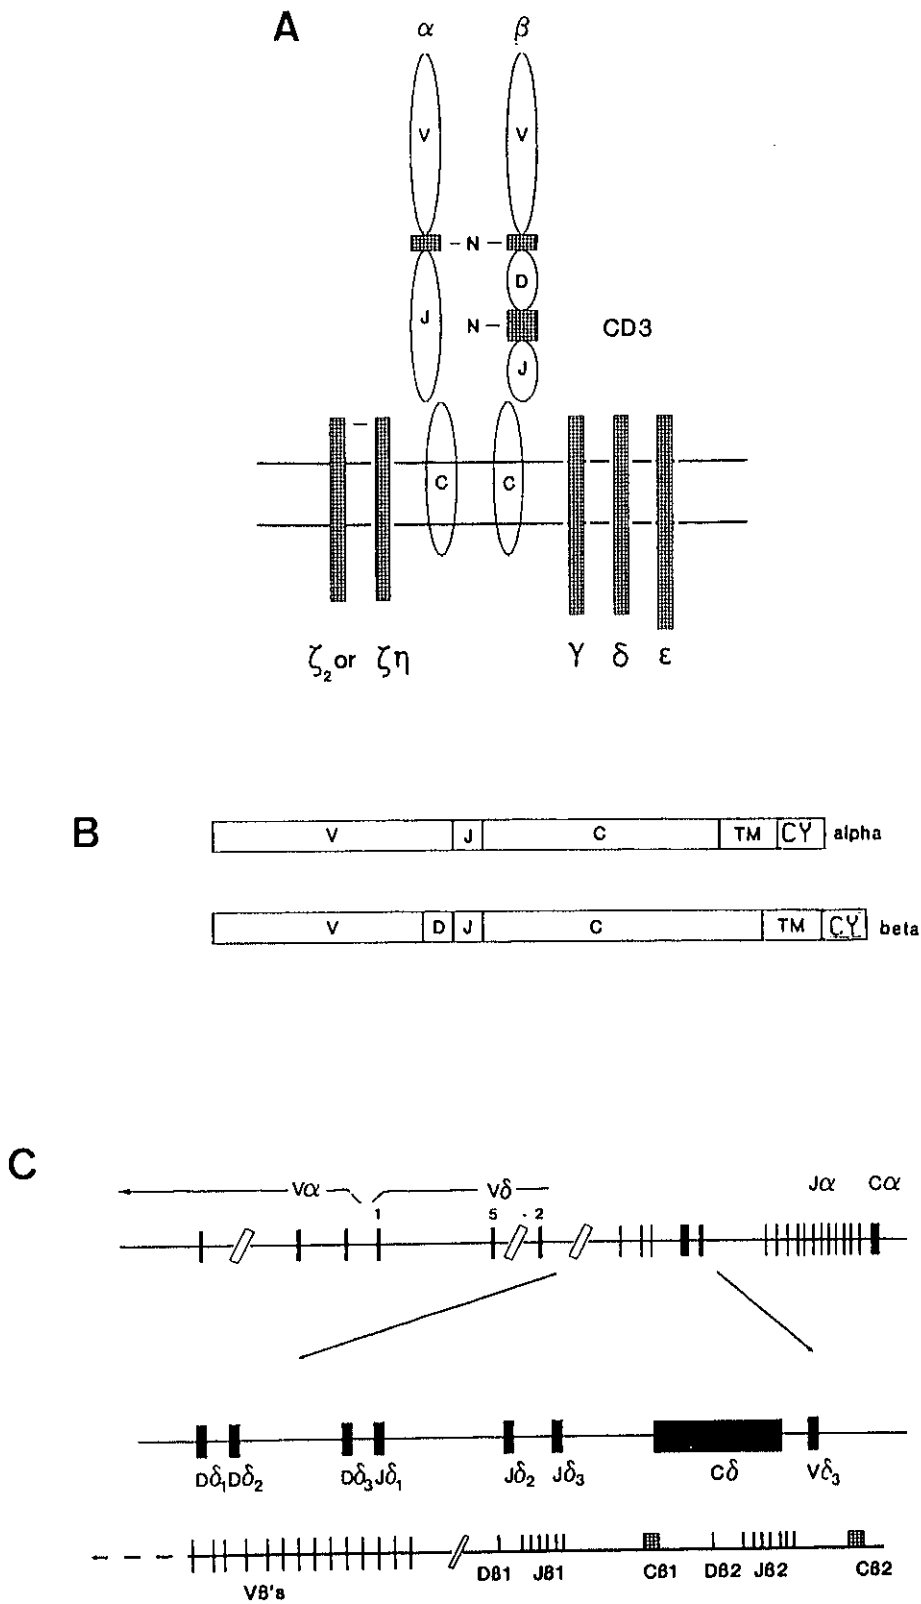 A
α β
V V
– N –
D
J N – CD3
J
C C
ζ₂ or ζη γ δ ε
B
V J C TM CY alpha
V D J C TM CY beta
C
Vα Vδ Jα Cα
1 5 2
Dδ₁ Dδ₂ Dδ₃ Jδ₁ Jδ₂ Jδ₃ Cδ Vδ₃
Vβ's Dβ1 Jβ1 Cβ1 Dβ2 Jβ2 Cβ2